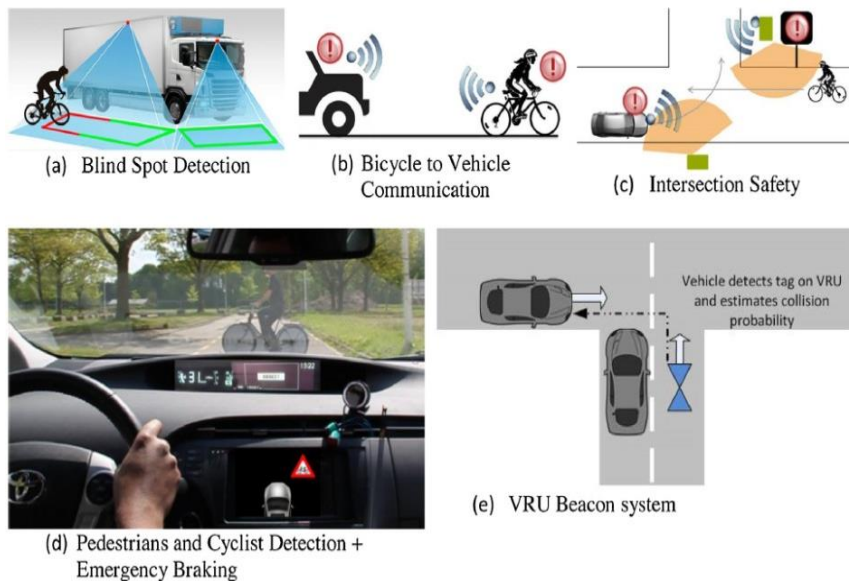 (a) Blind Spot Detection
(b) Bicycle to Vehicle
Communication
(c) Intersection Safety
Vehicle detects tag on VRU
and estimates collision
probability
(d) Pedestrians and Cyclist Detection +
Emergency Braking
(e) VRU Beacon system